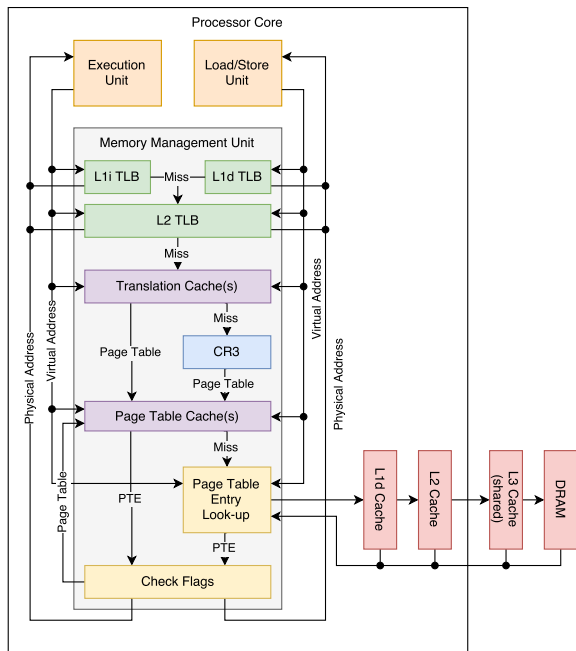 Processor Core
Execution
Unit
Load/Store
Unit
Memory Management Unit
L1i TLB
Miss
L1d TLB
L2 TLB
Miss
Translation Cache(s)
Miss
Virtual Address
Virtual Address
Physical Address
Physical Address
Page Table
CR3
Page Table
Page Table Cache(s)
Miss
Page Table
Entry
Look-up
PTE
Page Table
PTE
Check Flags
L1d Cache
L2 Cache
L3 Cache
(shared)
DRAM